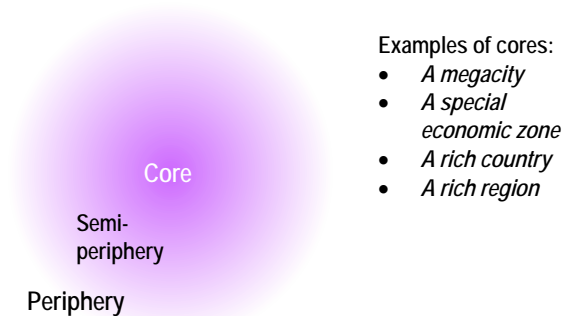 Core
Semi-
periphery
Periphery
Examples of cores:
• A megacity
• A special
economic zone
• A rich country
• A rich region